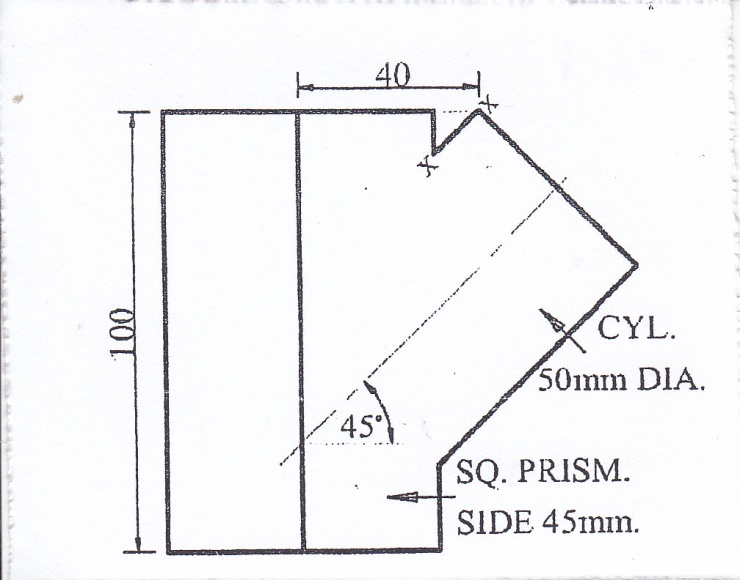 40
100
CYL.
50mm DIA.
45°
SQ. PRISM.
SIDE 45mm.